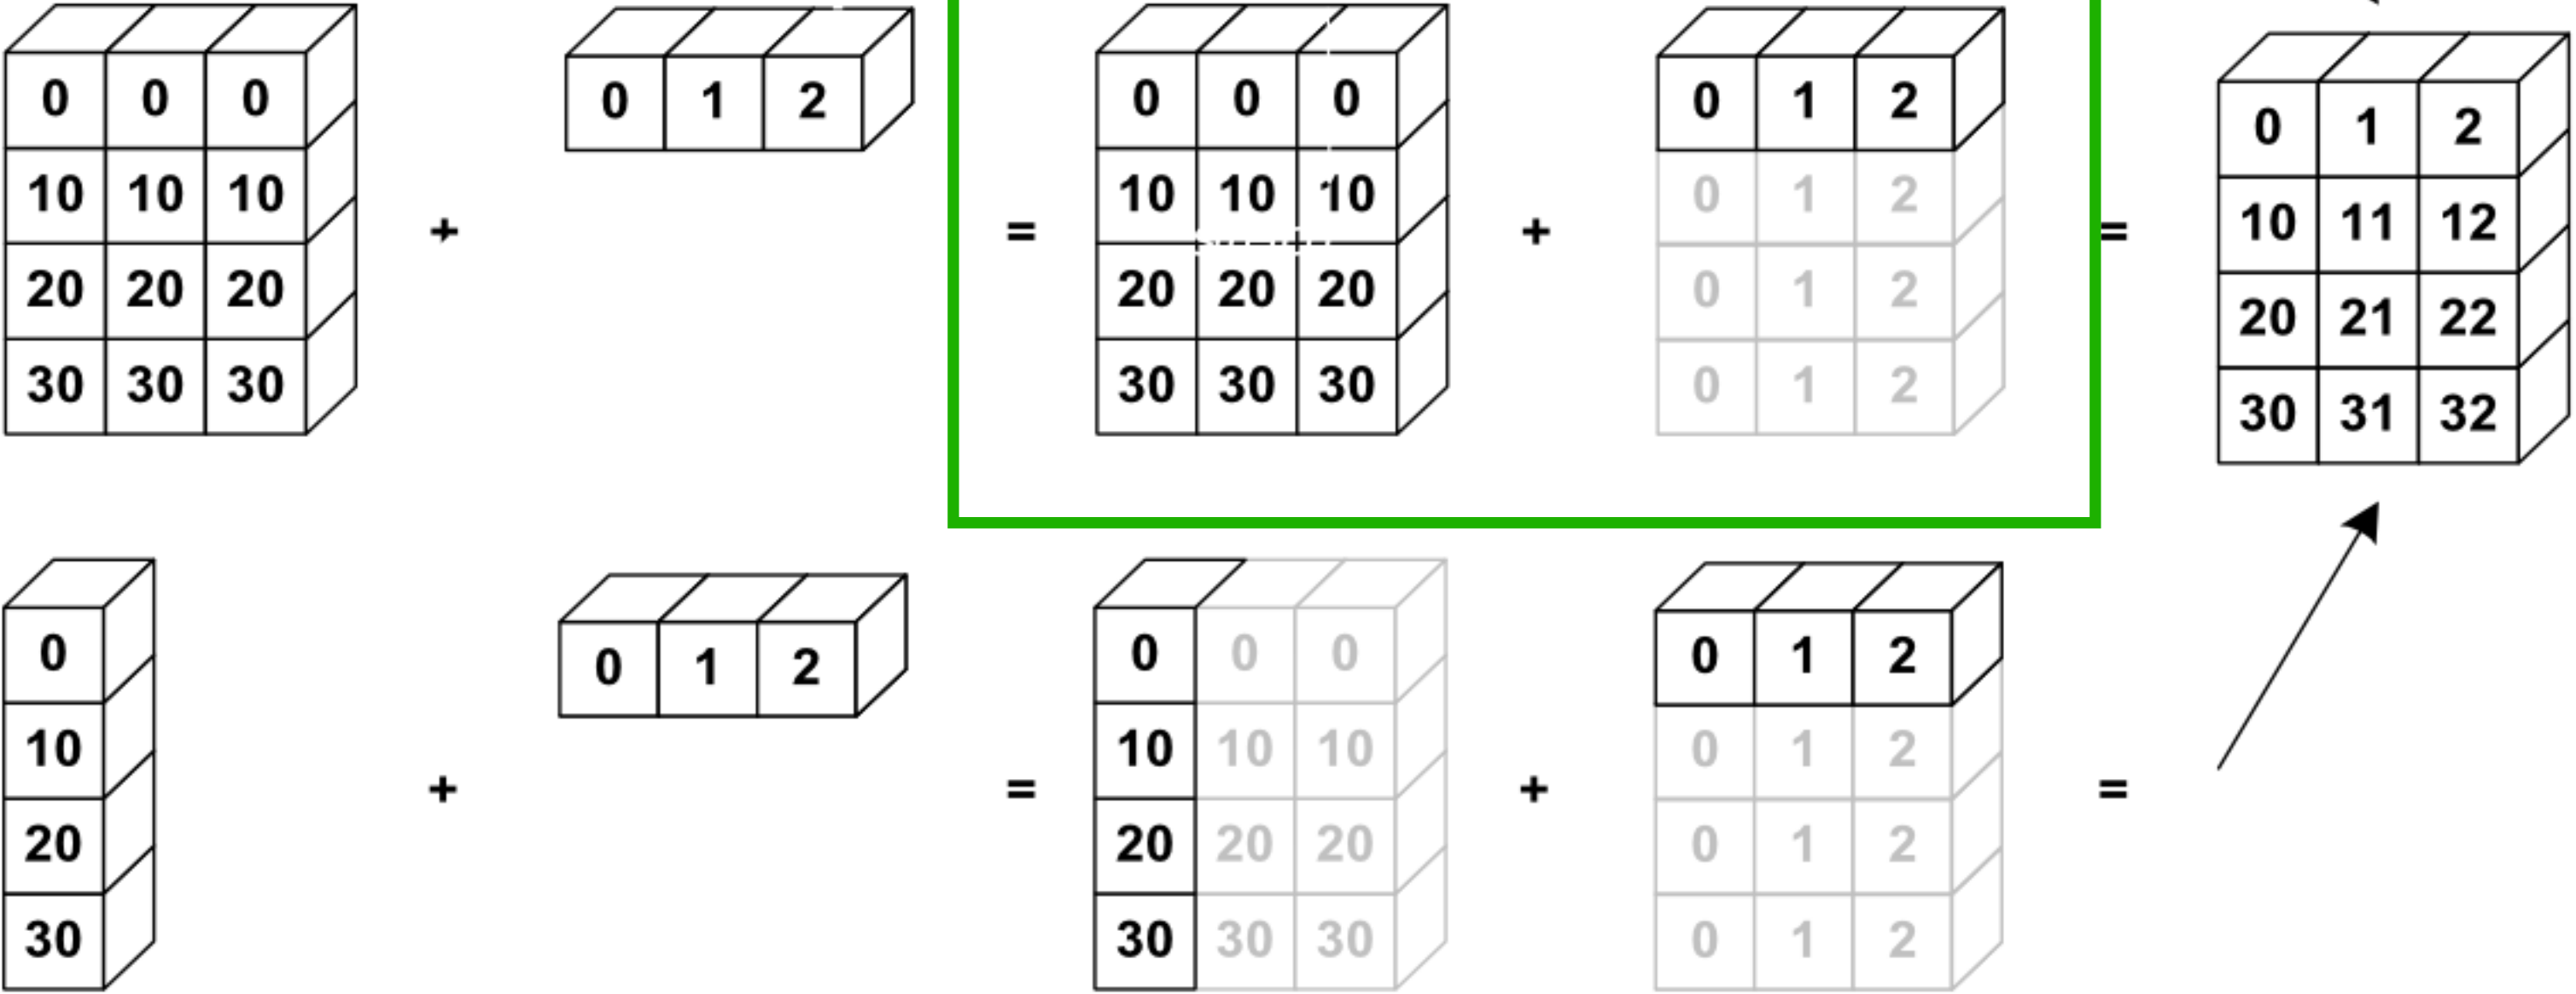 0 0 0 0 1 2 0 0 0 0 1 2 0 1 2
10 10 10 10 10 10 0 1 2 10 11 12
+ = + =
20 20 20 20 20 20 0 1 2 20 21 22
30 30 30 30 30 30 0 1 2 30 31 32
0 0 1 2 0 0 0 0 1 2
10 10 10 10 0 1 2
+ = + =
20 20 20 20 0 1 2
30 30 30 30 0 1 2